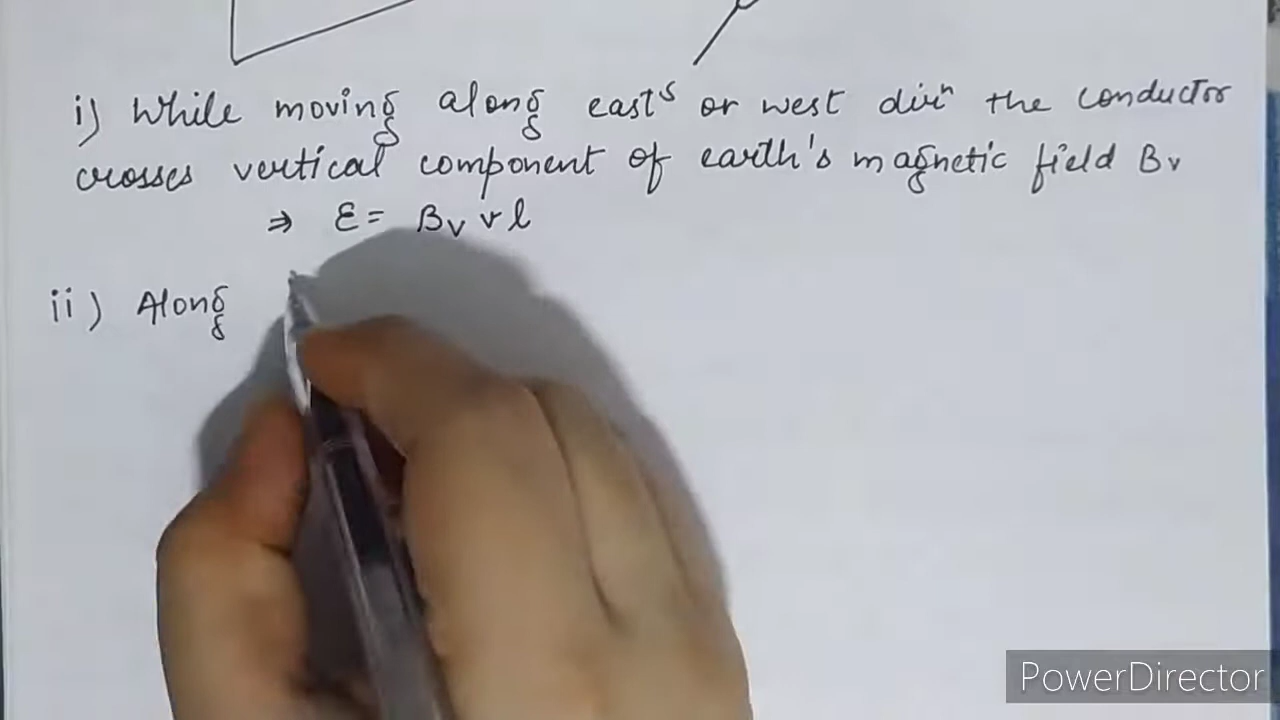 i) While moving along east or west dirⁿ the conductor
crosses vertical component of earth's magnetic field Bv
⇒ Ɛ = Bv v l
ii) Along
PowerDirector